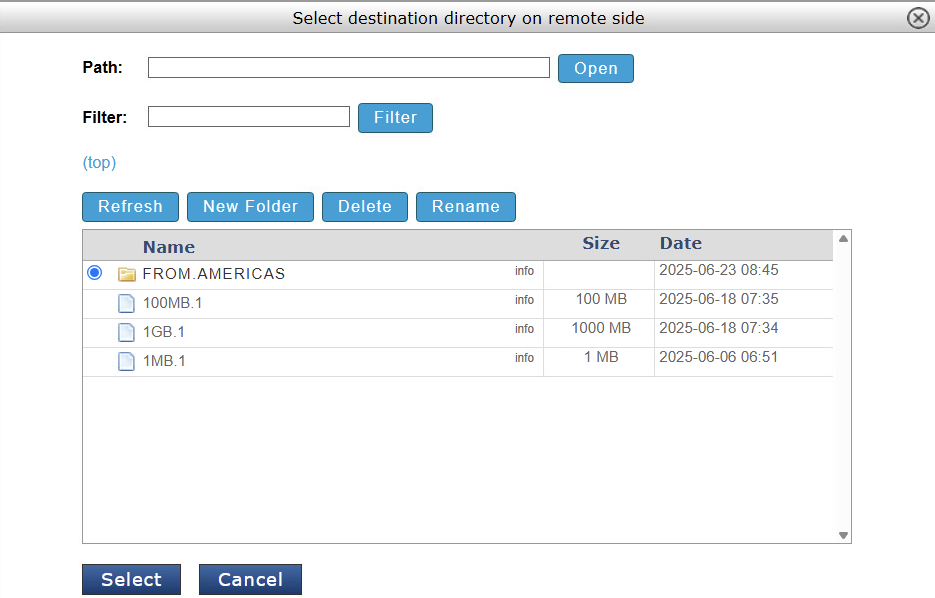 Select destination directory on remote side
Path: Open
Filter: Filter
(top)
Refresh New Folder Delete Rename
Name Size Date
FROM.AMERICAS info 2025-06-23 08:45
100MB.1 info 100 MB 2025-06-18 07:35
1GB.1 info 1000 MB 2025-06-18 07:34
1MB.1 info 1 MB 2025-06-06 06:51
Select Cancel